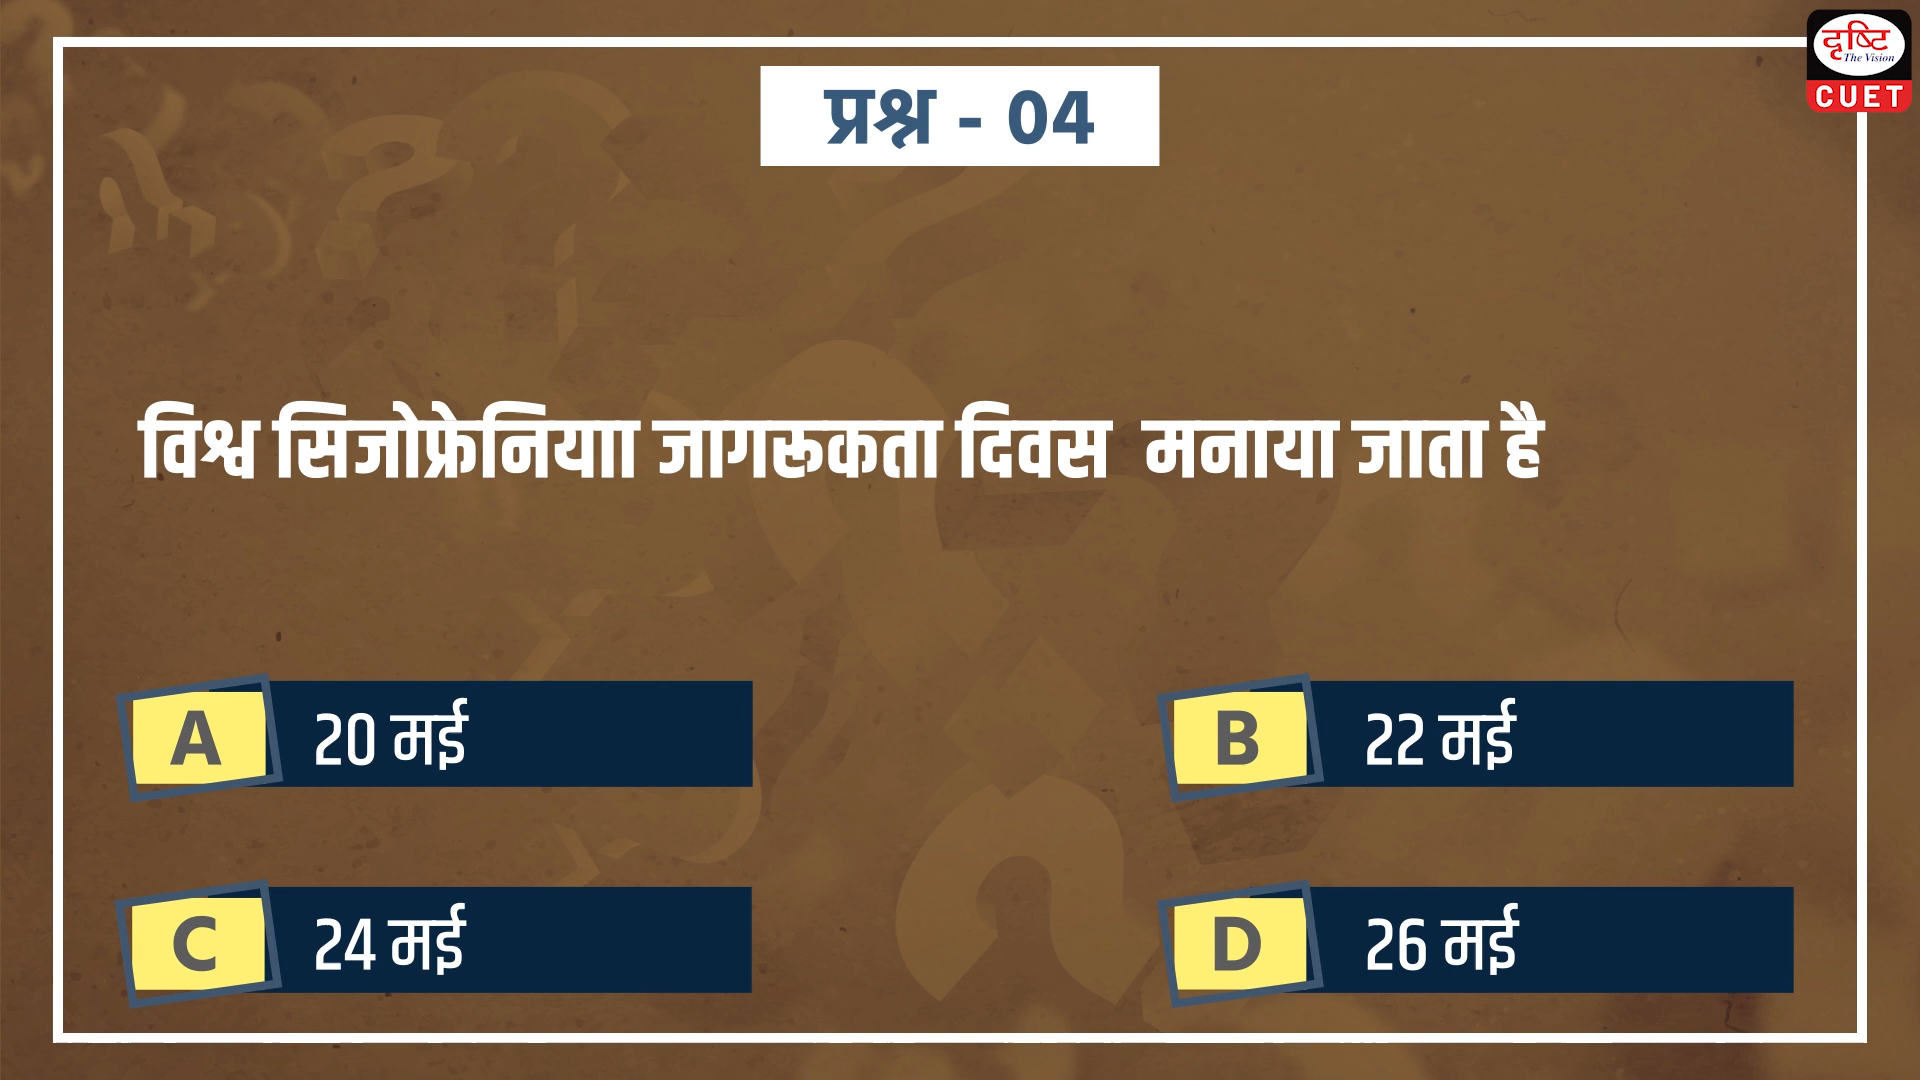 दृष्टि
The Vision
CUET
प्रश्न - 04
विश्व सिजोफ्रेनियाा जागरूकता दिवस  मनाया जाता है
A 20 मई
B 22 मई
C 24 मई
D 26 मई